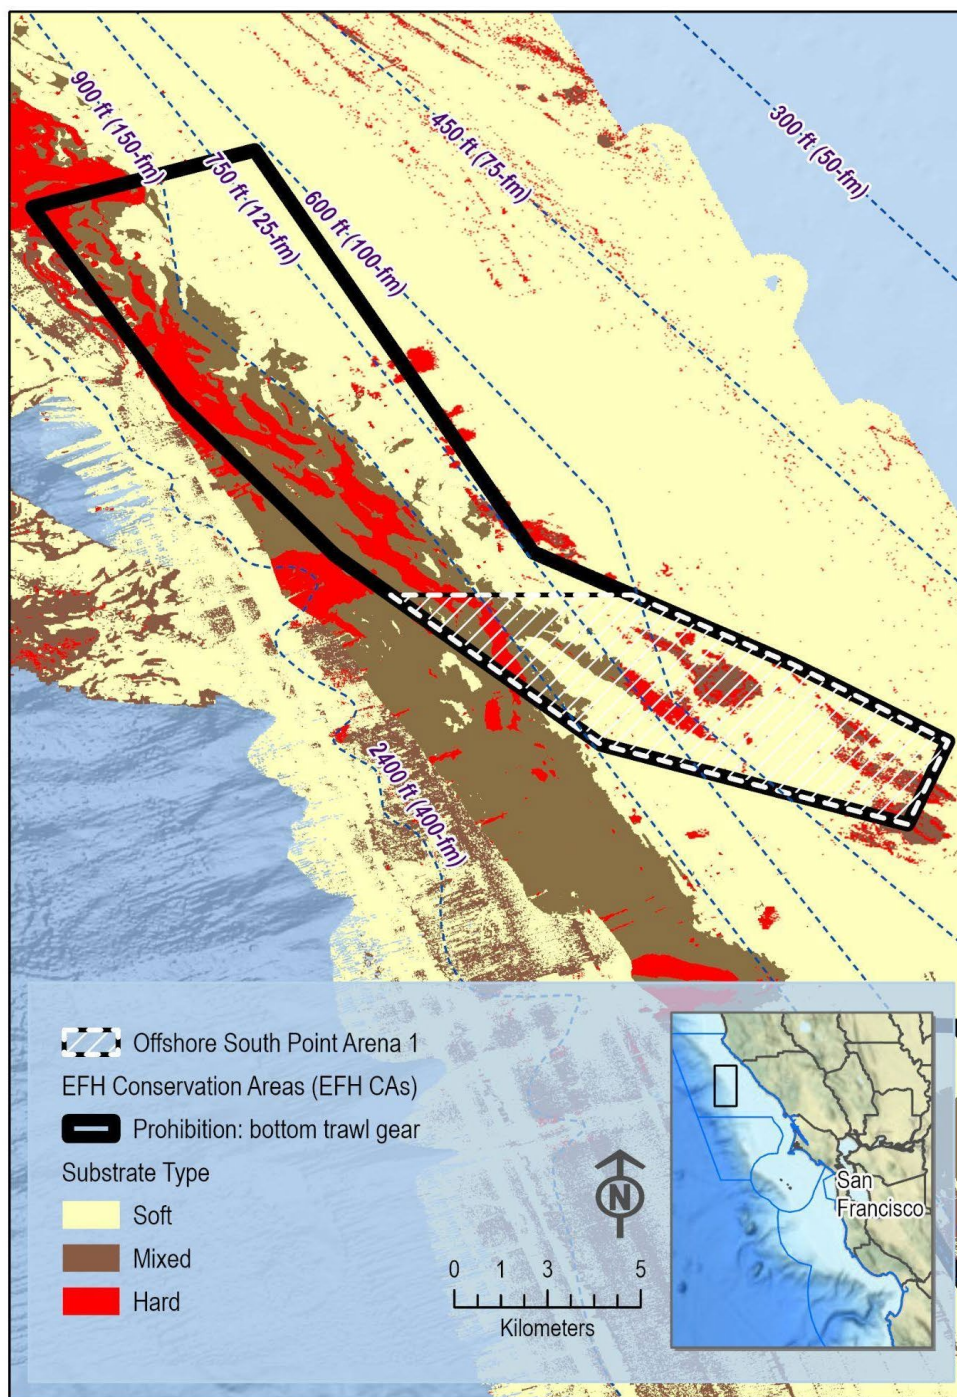 900 ft (150-fm)
750 ft (125-fm)
600 ft (100-fm)
450 ft (75-fm)
300 ft (50-fm)
2400 ft (400-fm)
Offshore South Point Arena 1
EFH Conservation Areas (EFH CAs)
Prohibition: bottom trawl gear
Substrate Type
Soft
Mixed
Hard
N
0 1 3 5
Kilometers
San
Francisco